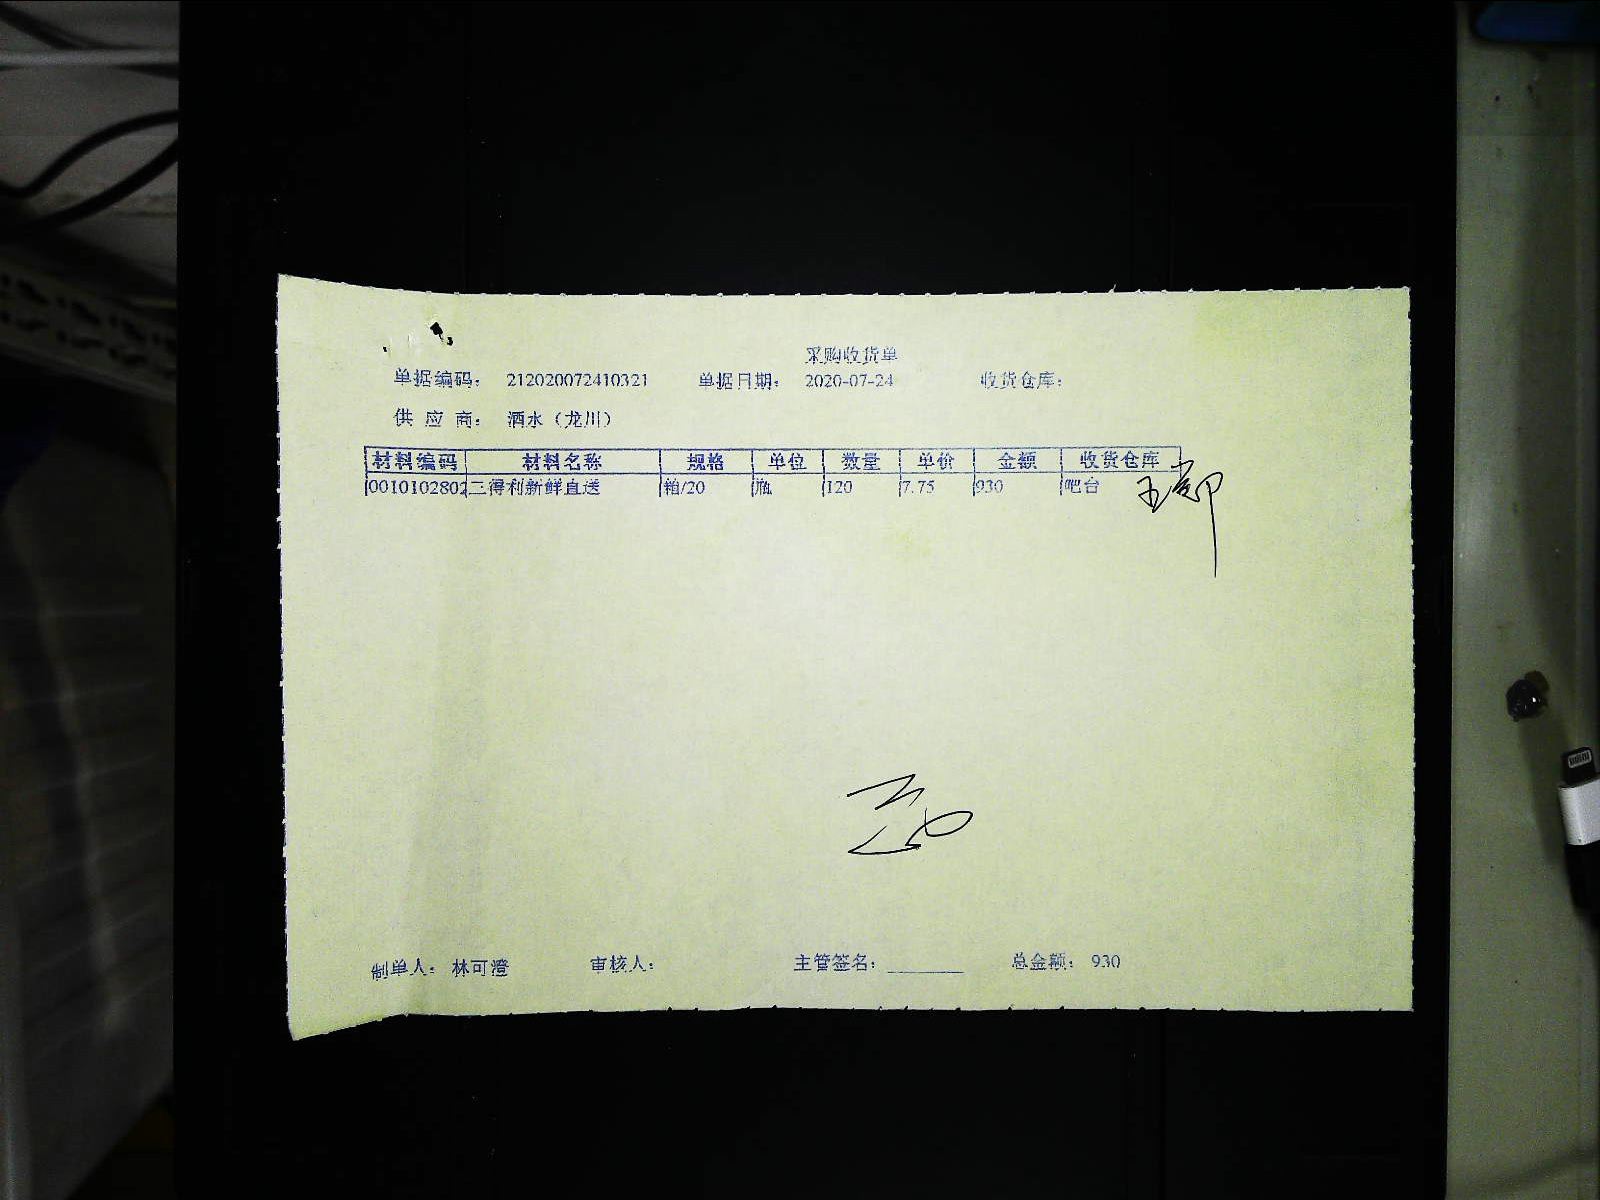 采购收货单
单据编码： 212020072410321 单据日期： 2020-07-24 收货仓库：
供 应 商： 酒水（龙川）
材料编码 材料名称 规格 单位 数量 单价 金额 收货仓库
0010102802 三得利新鲜直送 箱/20 瓶 120 7.75 930 吧台
制单人： 林可澄 审核人： 主管签名：________ 总金额： 930